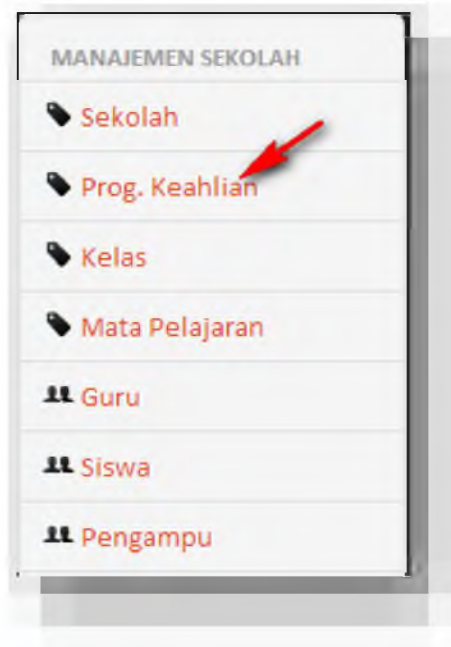 MANAJEMEN SEKOLAH
Sekolah
Prog. Keahlian
Kelas
Mata Pelajaran
Guru
Siswa
Pengampu